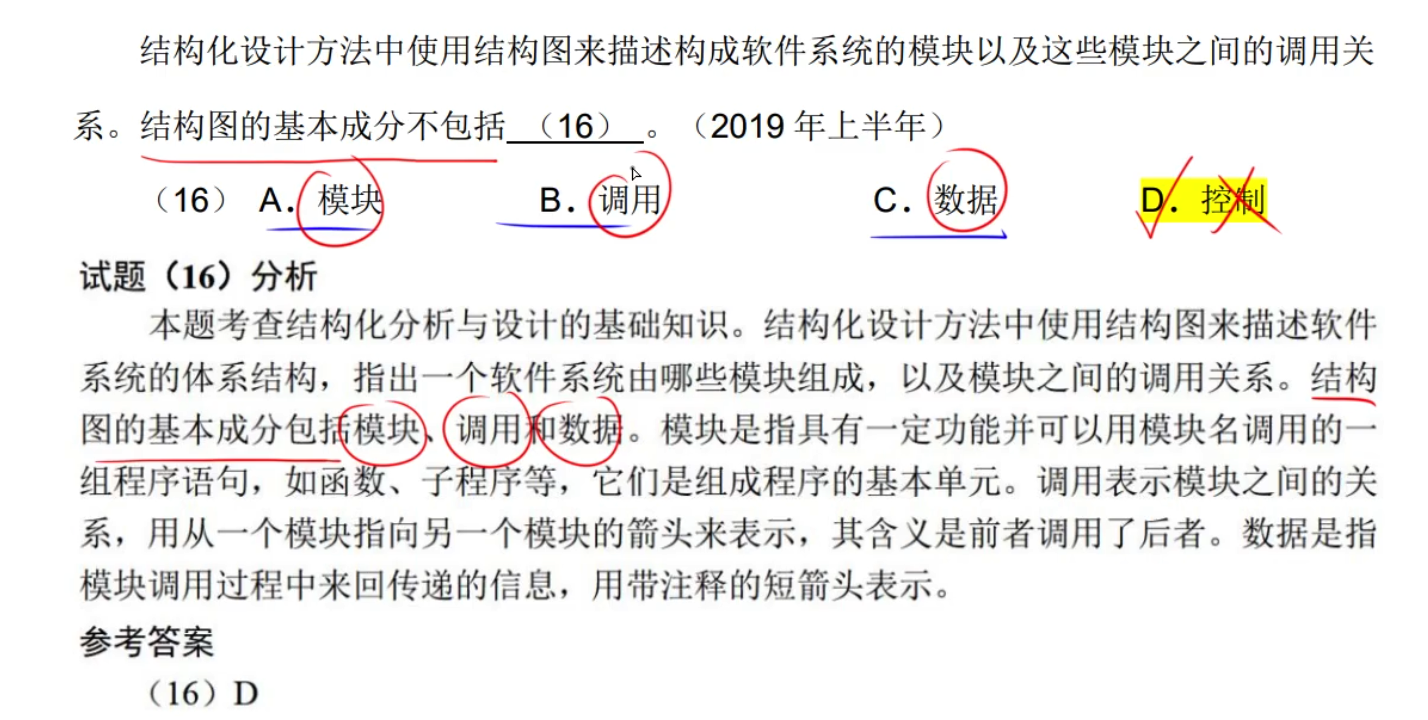 结构化设计方法中使用结构图来描述构成软件系统的模块以及这些模块之间的调用关
系。结构图的基本成分不包括（16）。（2019 年上半年）
（16） A．模块 B．调用 C．数据 D．控制
试题（16）分析
本题考查结构化分析与设计的基础知识。结构化设计方法中使用结构图来描述软件
系统的体系结构，指出一个软件系统由哪些模块组成，以及模块之间的调用关系。结构
图的基本成分包括模块、调用和数据。模块是指具有一定功能并可以用模块名调用的一
组程序语句，如函数、子程序等，它们是组成程序的基本单元。调用表示模块之间的关
系，用从一个模块指向另一个模块的箭头来表示，其含义是前者调用了后者。数据是指
模块调用过程中来回传递的信息，用带注释的短箭头表示。
参考答案
（16）D